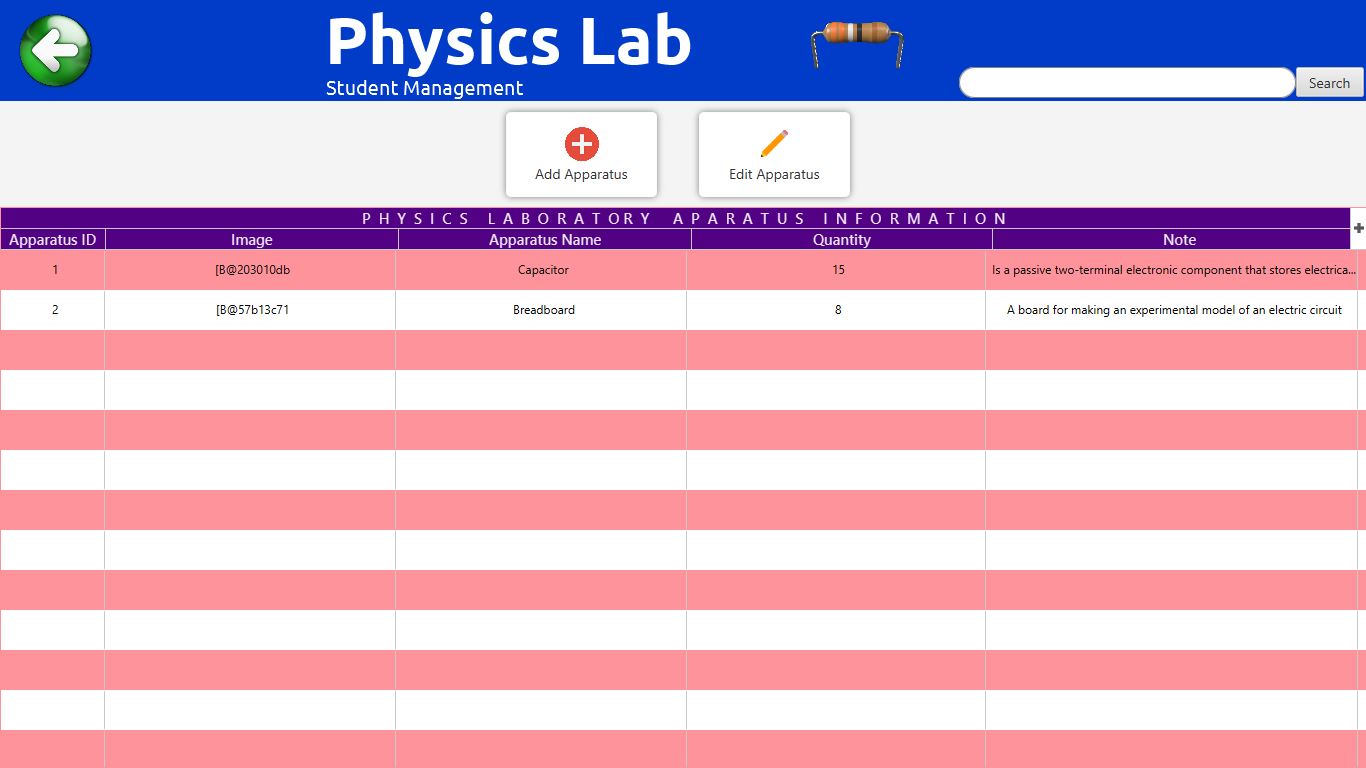 Physics Lab
Student Management
Search
Add Apparatus
Edit Apparatus
PHYSICS LABORATORY APARATUS INFORMATION
Apparatus ID Image Apparatus Name Quantity Note
1 [B@203010db Capacitor 15 Is a passive two-terminal electronic component that stores electrica...
2 [B@57b13c71 Breadboard 8 A board for making an experimental model of an electric circuit